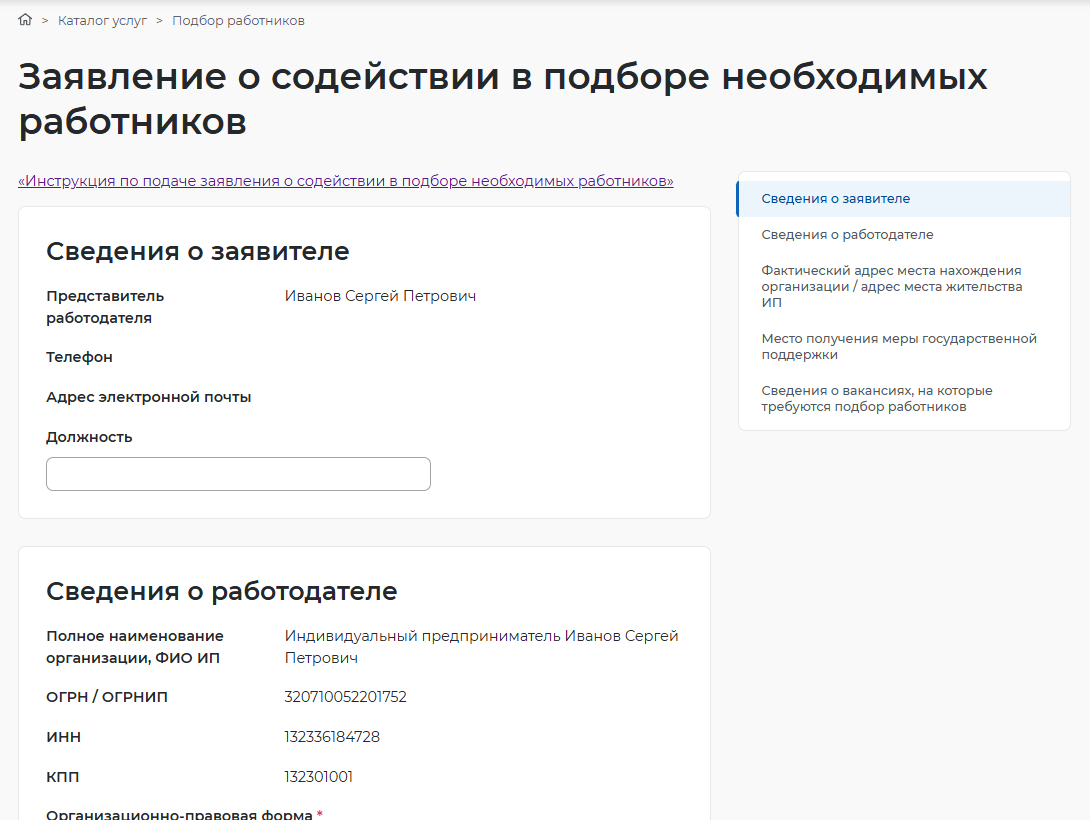 > Каталог услуг > Подбор работников
Заявление о содействии в подборе необходимых
работников
«Инструкция по подаче заявления о содействии в подборе необходимых работников»
Сведения о заявителе
Представитель Иванов Сергей Петрович
работодателя
Телефон
Адрес электронной почты
Должность
Сведения о работодателе
Полное наименование Индивидуальный предприниматель Иванов Сергей
организации, ФИО ИП Петрович
ОГРН / ОГРНИП 320710052201752
ИНН 132336184728
КПП 132301001
Организационно-правовая форма *
Сведения о заявителе
Сведения о работодателе
Фактический адрес места нахождения
организации / адрес места жительства
ИП
Место получения меры государственной
поддержки
Сведения о вакансиях, на которые
требуются подбор работников